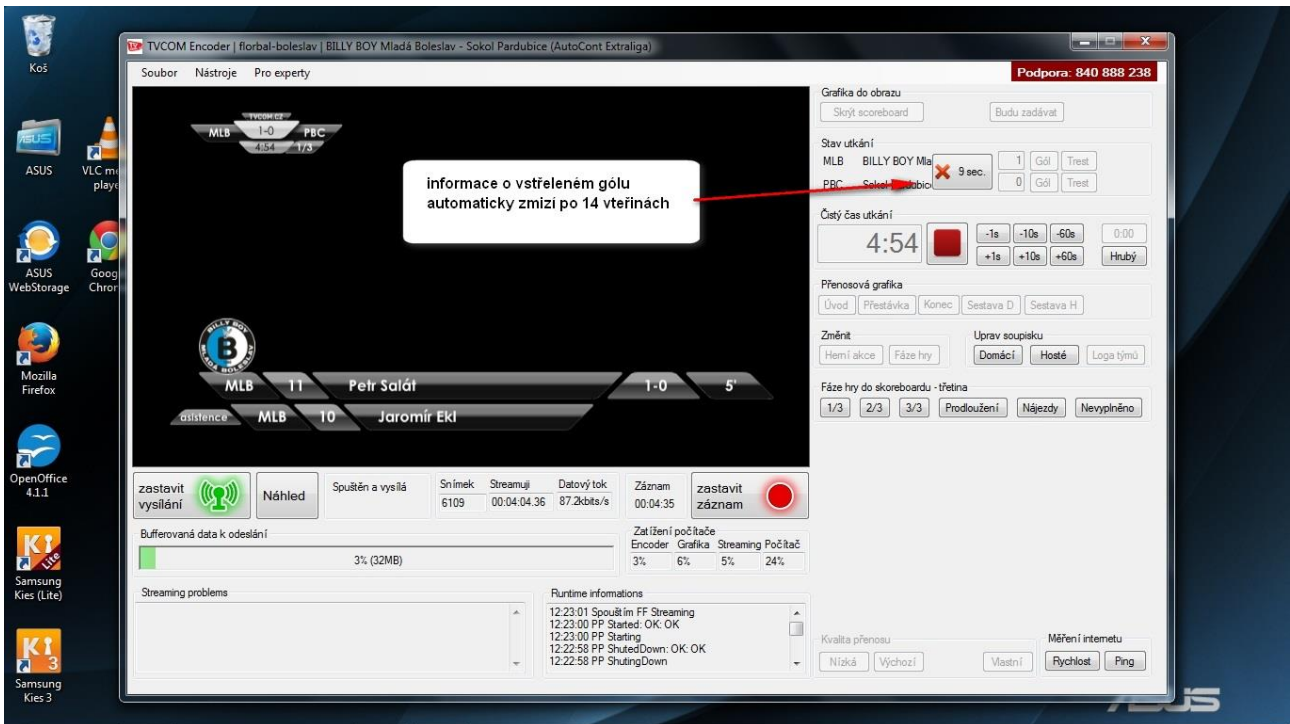 Koš
ASUS
VLC me
playe
ASUS
WebStorage
Goog
Chror
Mozilla
Firefox
OpenOffice
4.1.1
Samsung
Kies (Lite)
Samsung
Kies 3
TVCOM Encoder | florbal-boleslav | BILLY BOY Mladá Boleslav - Sokol Pardubice (AutoCont Extraliga)
Soubor Nástroje Pro experty
Podpora: 840 888 238
TVCOM.CZ
MLB 1-0 PBC
4:54 1/3
informace o vstřeleném gólu
automaticky zmizí po 14 vteřinách
BILLY BOY
B
MLADÁ BOLESLAV
MLB 11 Petr Salát 1-0 5'
asistence MLB 10 Jaromír Ekl
Grafika do obrazu
Skrýt scoreboard Budu zadávat
Stav utkání
MLB BILLY BOY Mla 1 Gól Trest
9 sec.
PBC Sokol Pardubice 0 Gól Trest
Čistý čas utkání
4:54 -1s -10s -60s 0:00
+1s +10s +60s Hrubý
Přenosová grafika
Úvod Přestávka Konec Sestava D Sestava H
Změnit Uprav soupisku
Herní akce Fáze hry Domácí Hosté Loga týmů
Fáze hry do skoreboardu - třetina
1/3 2/3 3/3 Prodloužení Nájezdy Nevyplněno
zastavit
vysílání
Náhled
Spuštěn a vysílá
Snímek Streamuji Datový tok
6109 00:04:04.36 87.2kbits/s
Záznam
00:04:35
zastavit
záznam
Bufferovaná data k odeslání
3% (32MB)
Zatížení počítače
Encoder Grafika Streaming Počítač
3% 6% 5% 24%
Streaming problems
Runtime informations
12:23:01 Spouštím FF Streaming
12:23:00 PP Started: OK: OK
12:23:00 PP Starting
12:22:58 PP ShutedDown: OK: OK
12:22:58 PP ShutingDown
Kvalita přenosu
Nízká Výchozí Vlastní
Měření internetu
Rychlost Ping
ASUS